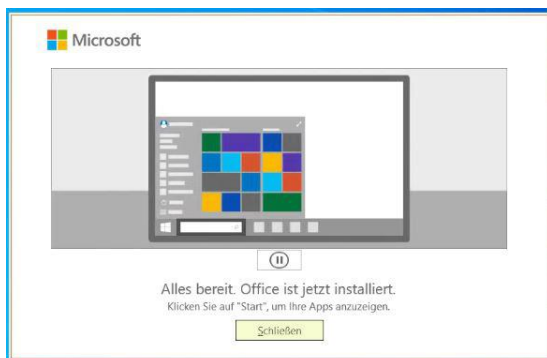 Microsoft
Alles bereit. Office ist jetzt installiert.
Klicken Sie auf "Start", um Ihre Apps anzuzeigen.
Schließen